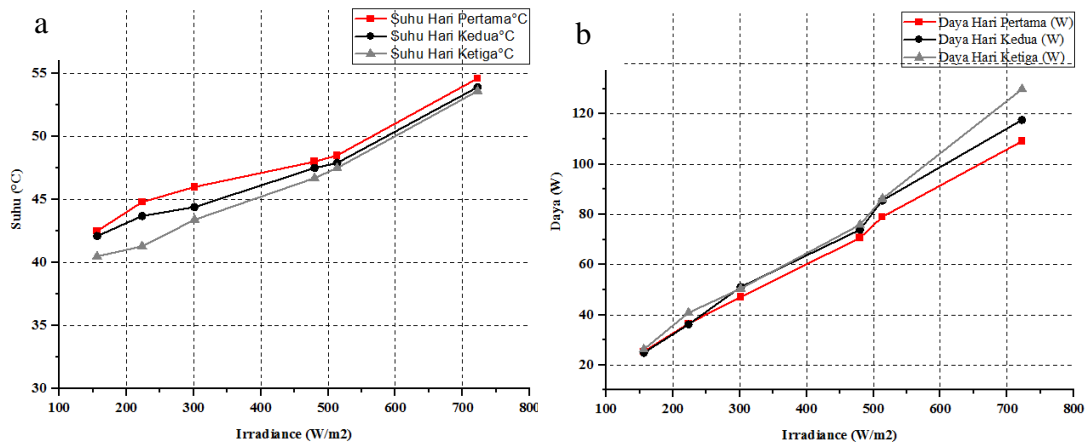 a
Suhu Hari Pertama°C
Suhu Hari Kedua°C
Suhu Hari Ketiga°C
55
50
45
40
35
30
Suhu (°C)
100 200 300 400 500 600 700 800
Irradiance (W/m2)
b
Daya Hari Pertama (W)
Daya Hari Kedua (W)
Daya Hari Ketiga (W)
120
100
80
60
40
20
Daya (W)
100 200 300 400 500 600 700 800
Irradiance (W/m2)